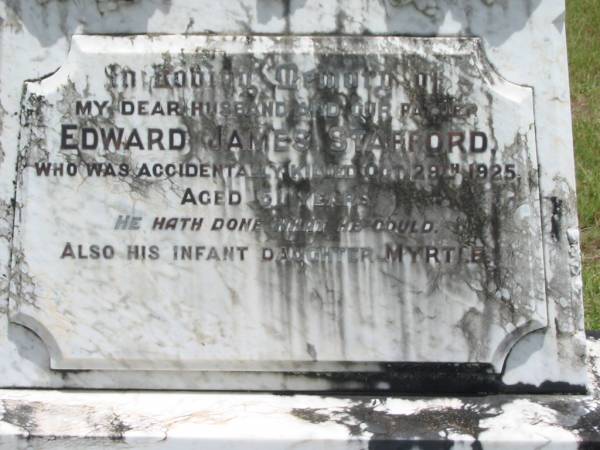 In Loving Memory of
MY DEAR HUSBAND AND OUR FATHER
EDWARD JAMES STAFFORD,
WHO WAS ACCIDENTALLY KILLED OCT. 29TH 1925,
AGED YEARS
HE HATH DONE WHAT HE COULD.
ALSO HIS INFANT DAUGHTER MYRTLE